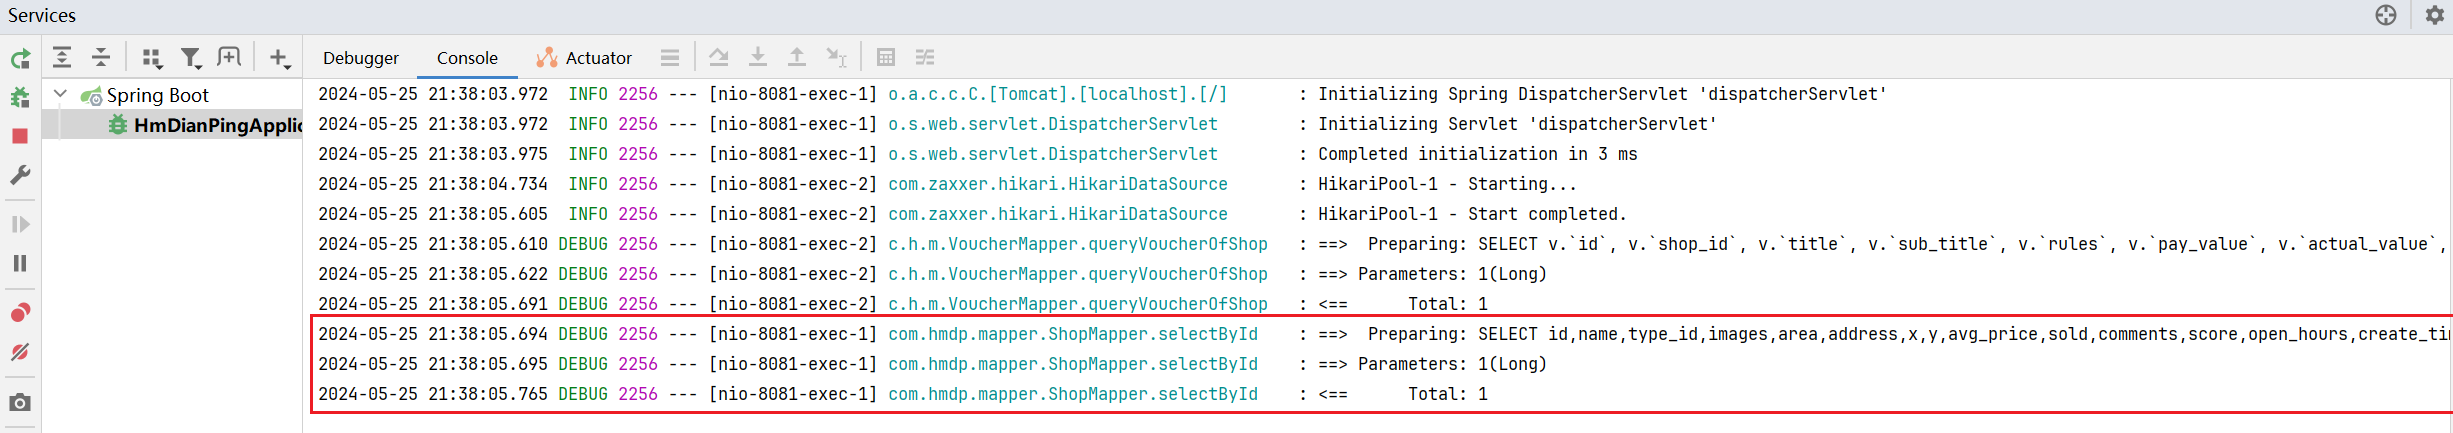 Services
Debugger Console Actuator
Spring Boot
HmDianPingApplic
2024-05-25 21:38:03.972  INFO 2256 --- [nio-8081-exec-1] o.a.c.c.C.[Tomcat].[localhost].[/]       : Initializing Spring DispatcherServlet 'dispatcherServlet'
2024-05-25 21:38:03.972  INFO 2256 --- [nio-8081-exec-1] o.s.web.servlet.DispatcherServlet        : Initializing Servlet 'dispatcherServlet'
2024-05-25 21:38:03.975  INFO 2256 --- [nio-8081-exec-1] o.s.web.servlet.DispatcherServlet        : Completed initialization in 3 ms
2024-05-25 21:38:04.734  INFO 2256 --- [nio-8081-exec-2] com.zaxxer.hikari.HikariDataSource       : HikariPool-1 - Starting...
2024-05-25 21:38:05.605  INFO 2256 --- [nio-8081-exec-2] com.zaxxer.hikari.HikariDataSource       : HikariPool-1 - Start completed.
2024-05-25 21:38:05.610 DEBUG 2256 --- [nio-8081-exec-2] c.h.m.VoucherMapper.queryVoucherOfShop   : ==>  Preparing: SELECT v.`id`, v.`shop_id`, v.`title`, v.`sub_title`, v.`rules`, v.`pay_value`, v.`actual_value`,
2024-05-25 21:38:05.622 DEBUG 2256 --- [nio-8081-exec-2] c.h.m.VoucherMapper.queryVoucherOfShop   : ==> Parameters: 1(Long)
2024-05-25 21:38:05.691 DEBUG 2256 --- [nio-8081-exec-2] c.h.m.VoucherMapper.queryVoucherOfShop   : <==      Total: 1
2024-05-25 21:38:05.694 DEBUG 2256 --- [nio-8081-exec-1] com.hmdp.mapper.ShopMapper.selectById    : ==>  Preparing: SELECT id,name,type_id,images,area,address,x,y,avg_price,sold,comments,score,open_hours,create_tim
2024-05-25 21:38:05.695 DEBUG 2256 --- [nio-8081-exec-1] com.hmdp.mapper.ShopMapper.selectById    : ==> Parameters: 1(Long)
2024-05-25 21:38:05.765 DEBUG 2256 --- [nio-8081-exec-1] com.hmdp.mapper.ShopMapper.selectById    : <==      Total: 1